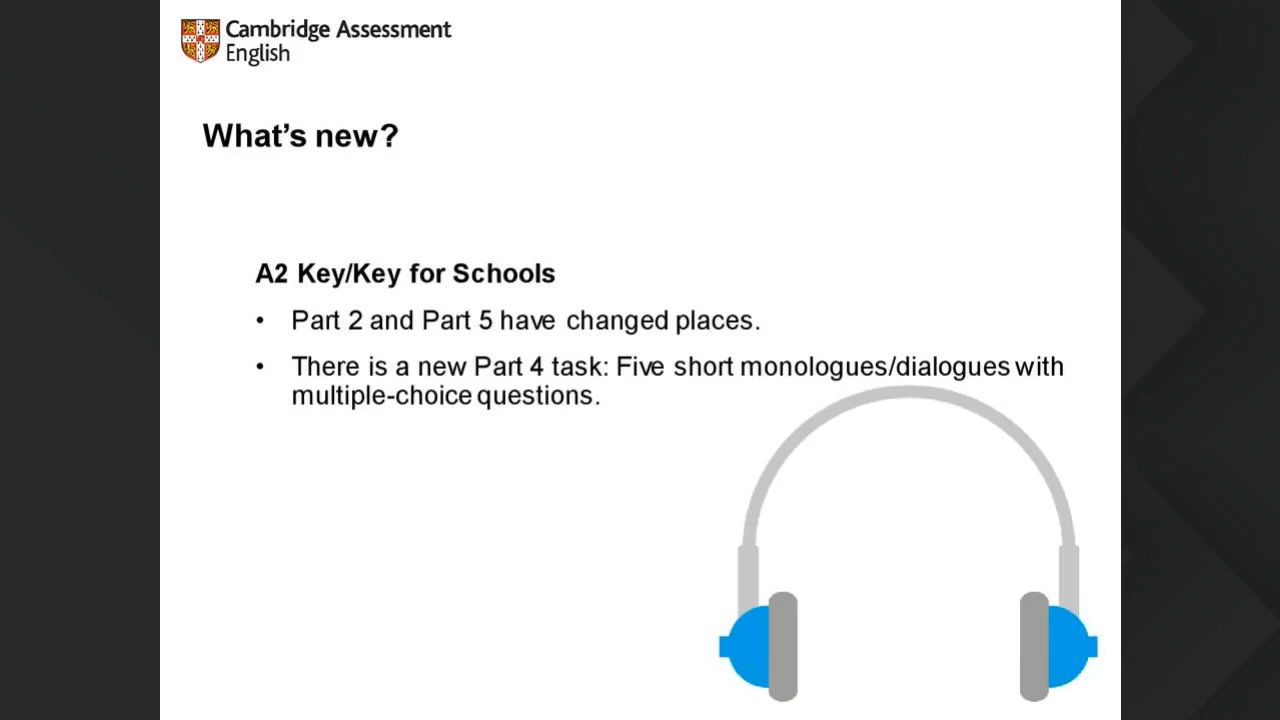 Cambridge Assessment
English
What's new?
A2 Key/Key for Schools
• Part 2 and Part 5 have changed places.
• There is a new Part 4 task: Five short monologues/dialogues with
multiple-choice questions.